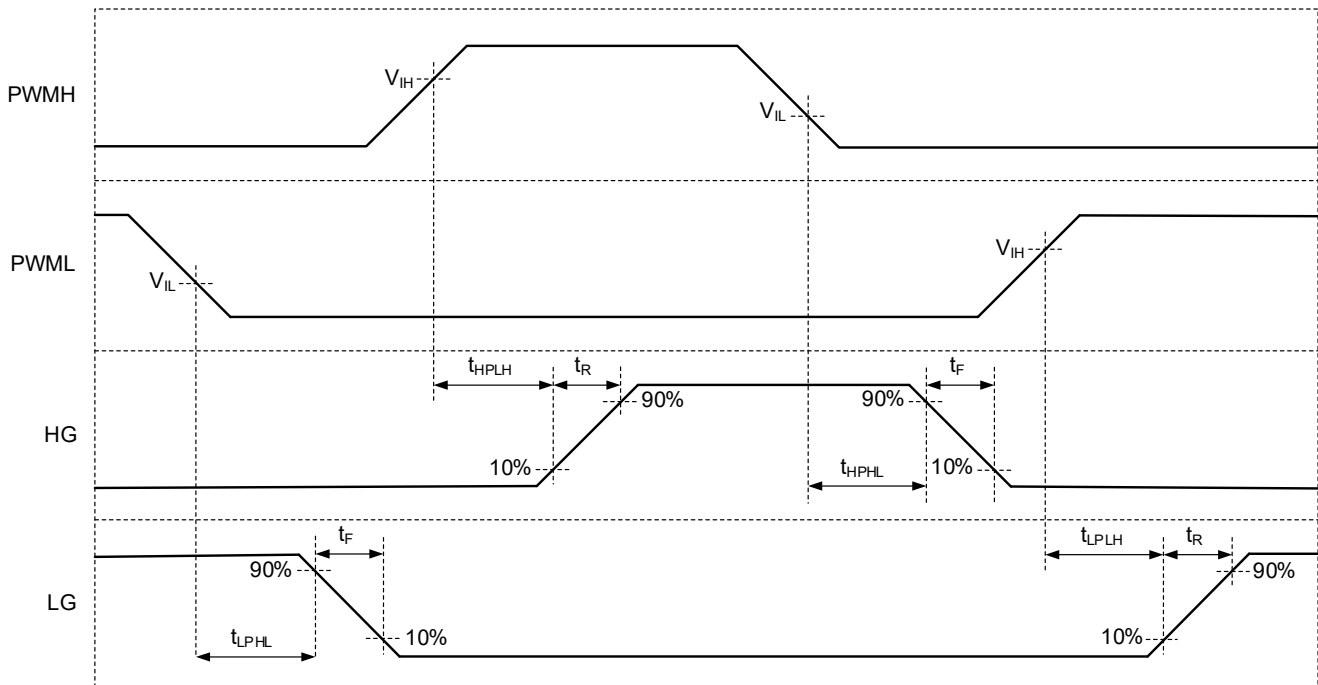 PWMH
V_IH
V_IL
PWML
V_IL
V_IH
HG
t_HPLH
t_R
90%
10%
90%
t_F
t_HPHL
10%
LG
90%
t_F
t_LPHL
10%
t_LPLH
t_R
90%
10%